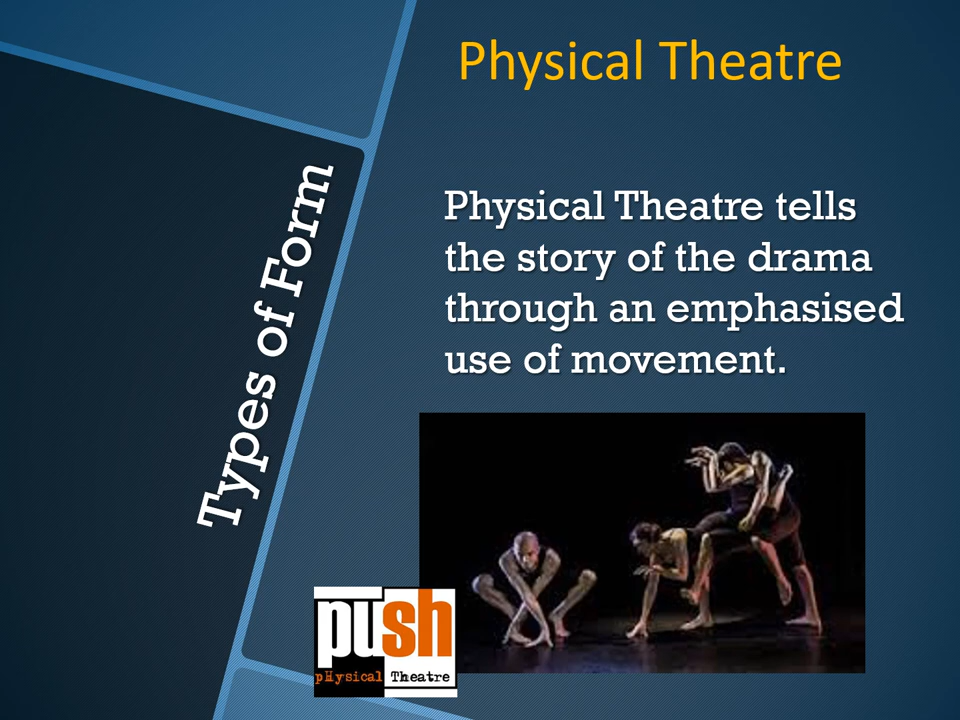 Physical Theatre
Types of Form
Physical Theatre tells
the story of the drama
through an emphasised
use of movement.
push
pHysical Theatre